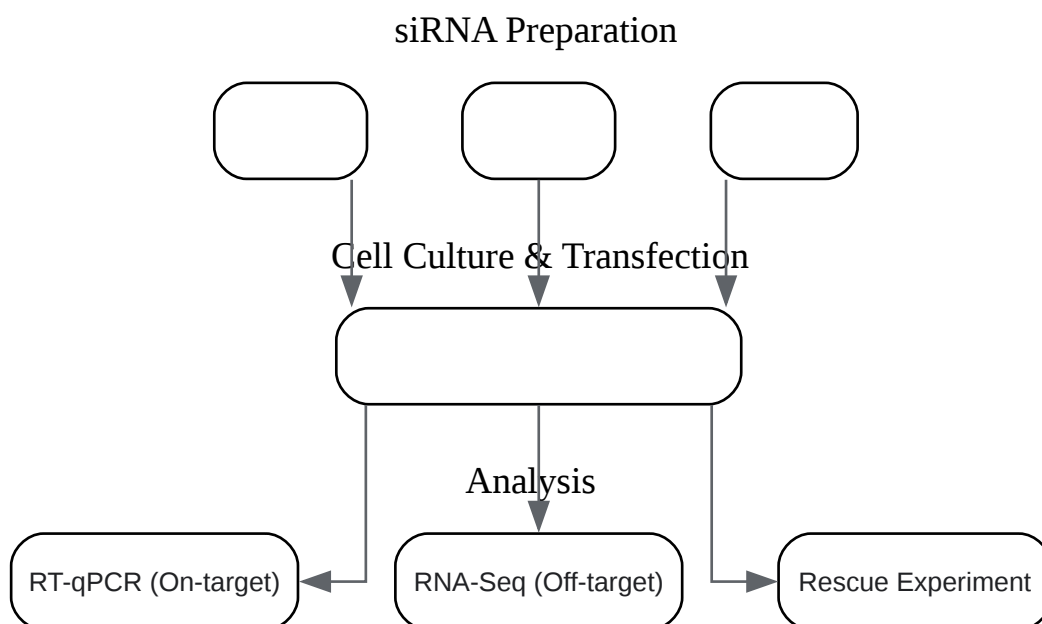 siRNA Preparation
Cell Culture & Transfection
Analysis
RT-qPCR (On-target)
RNA-Seq (Off-target)
Rescue Experiment